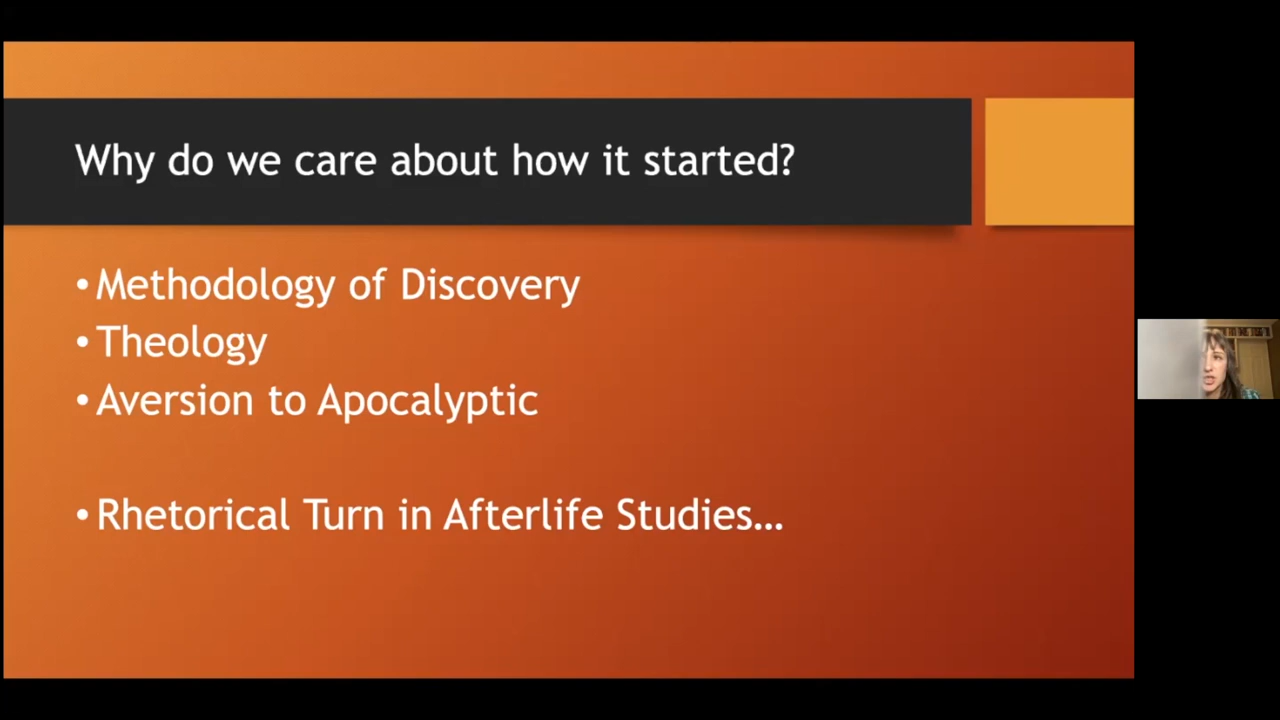 Why do we care about how it started?
• Methodology of Discovery
• Theology
• Aversion to Apocalyptic
• Rhetorical Turn in Afterlife Studies...